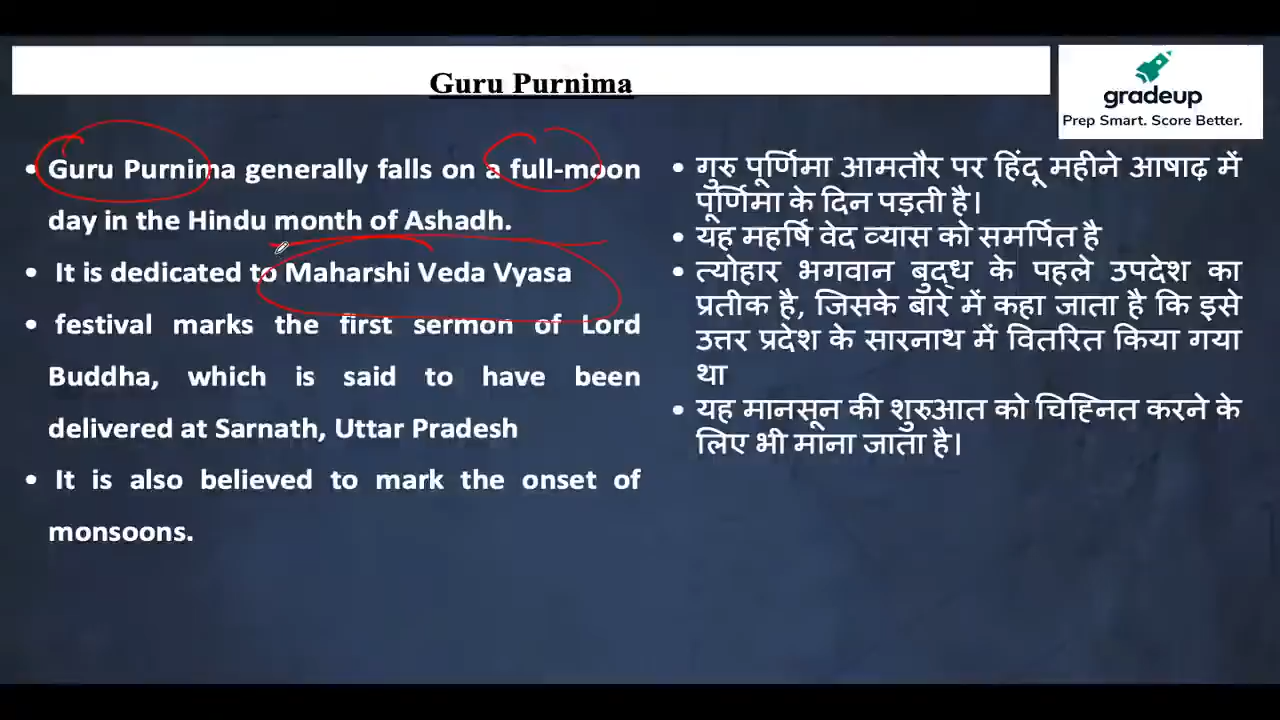 Guru Purnima
gradeup
Prep Smart. Score Better.
• Guru Purnima generally falls on a full-moon
day in the Hindu month of Ashadh.
• It is dedicated to Maharshi Veda Vyasa
• festival marks the first sermon of Lord
Buddha, which is said to have been
delivered at Sarnath, Uttar Pradesh
• It is also believed to mark the onset of
monsoons.
• गुरु पूर्णिमा आमतौर पर हिंदू महीने आषाढ़ में
पूर्णिमा के दिन पड़ती है।
• यह महर्षि वेद व्यास को समर्पित है
• त्योहार भगवान बुद्ध के पहले उपदेश का
प्रतीक है, जिसके बारे में कहा जाता है कि इसे
उत्तर प्रदेश के सारनाथ में वितरित किया गया
था
• यह मानसून की शुरुआत को चिह्नित करने के
लिए भी माना जाता है।